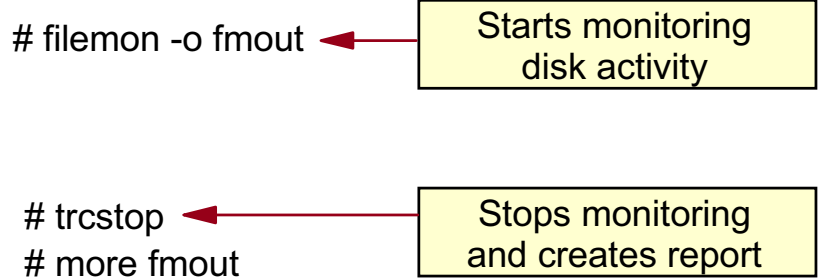 # filemon -o fmout
Starts monitoring
disk activity
# trcstop
# more fmout
Stops monitoring
and creates report